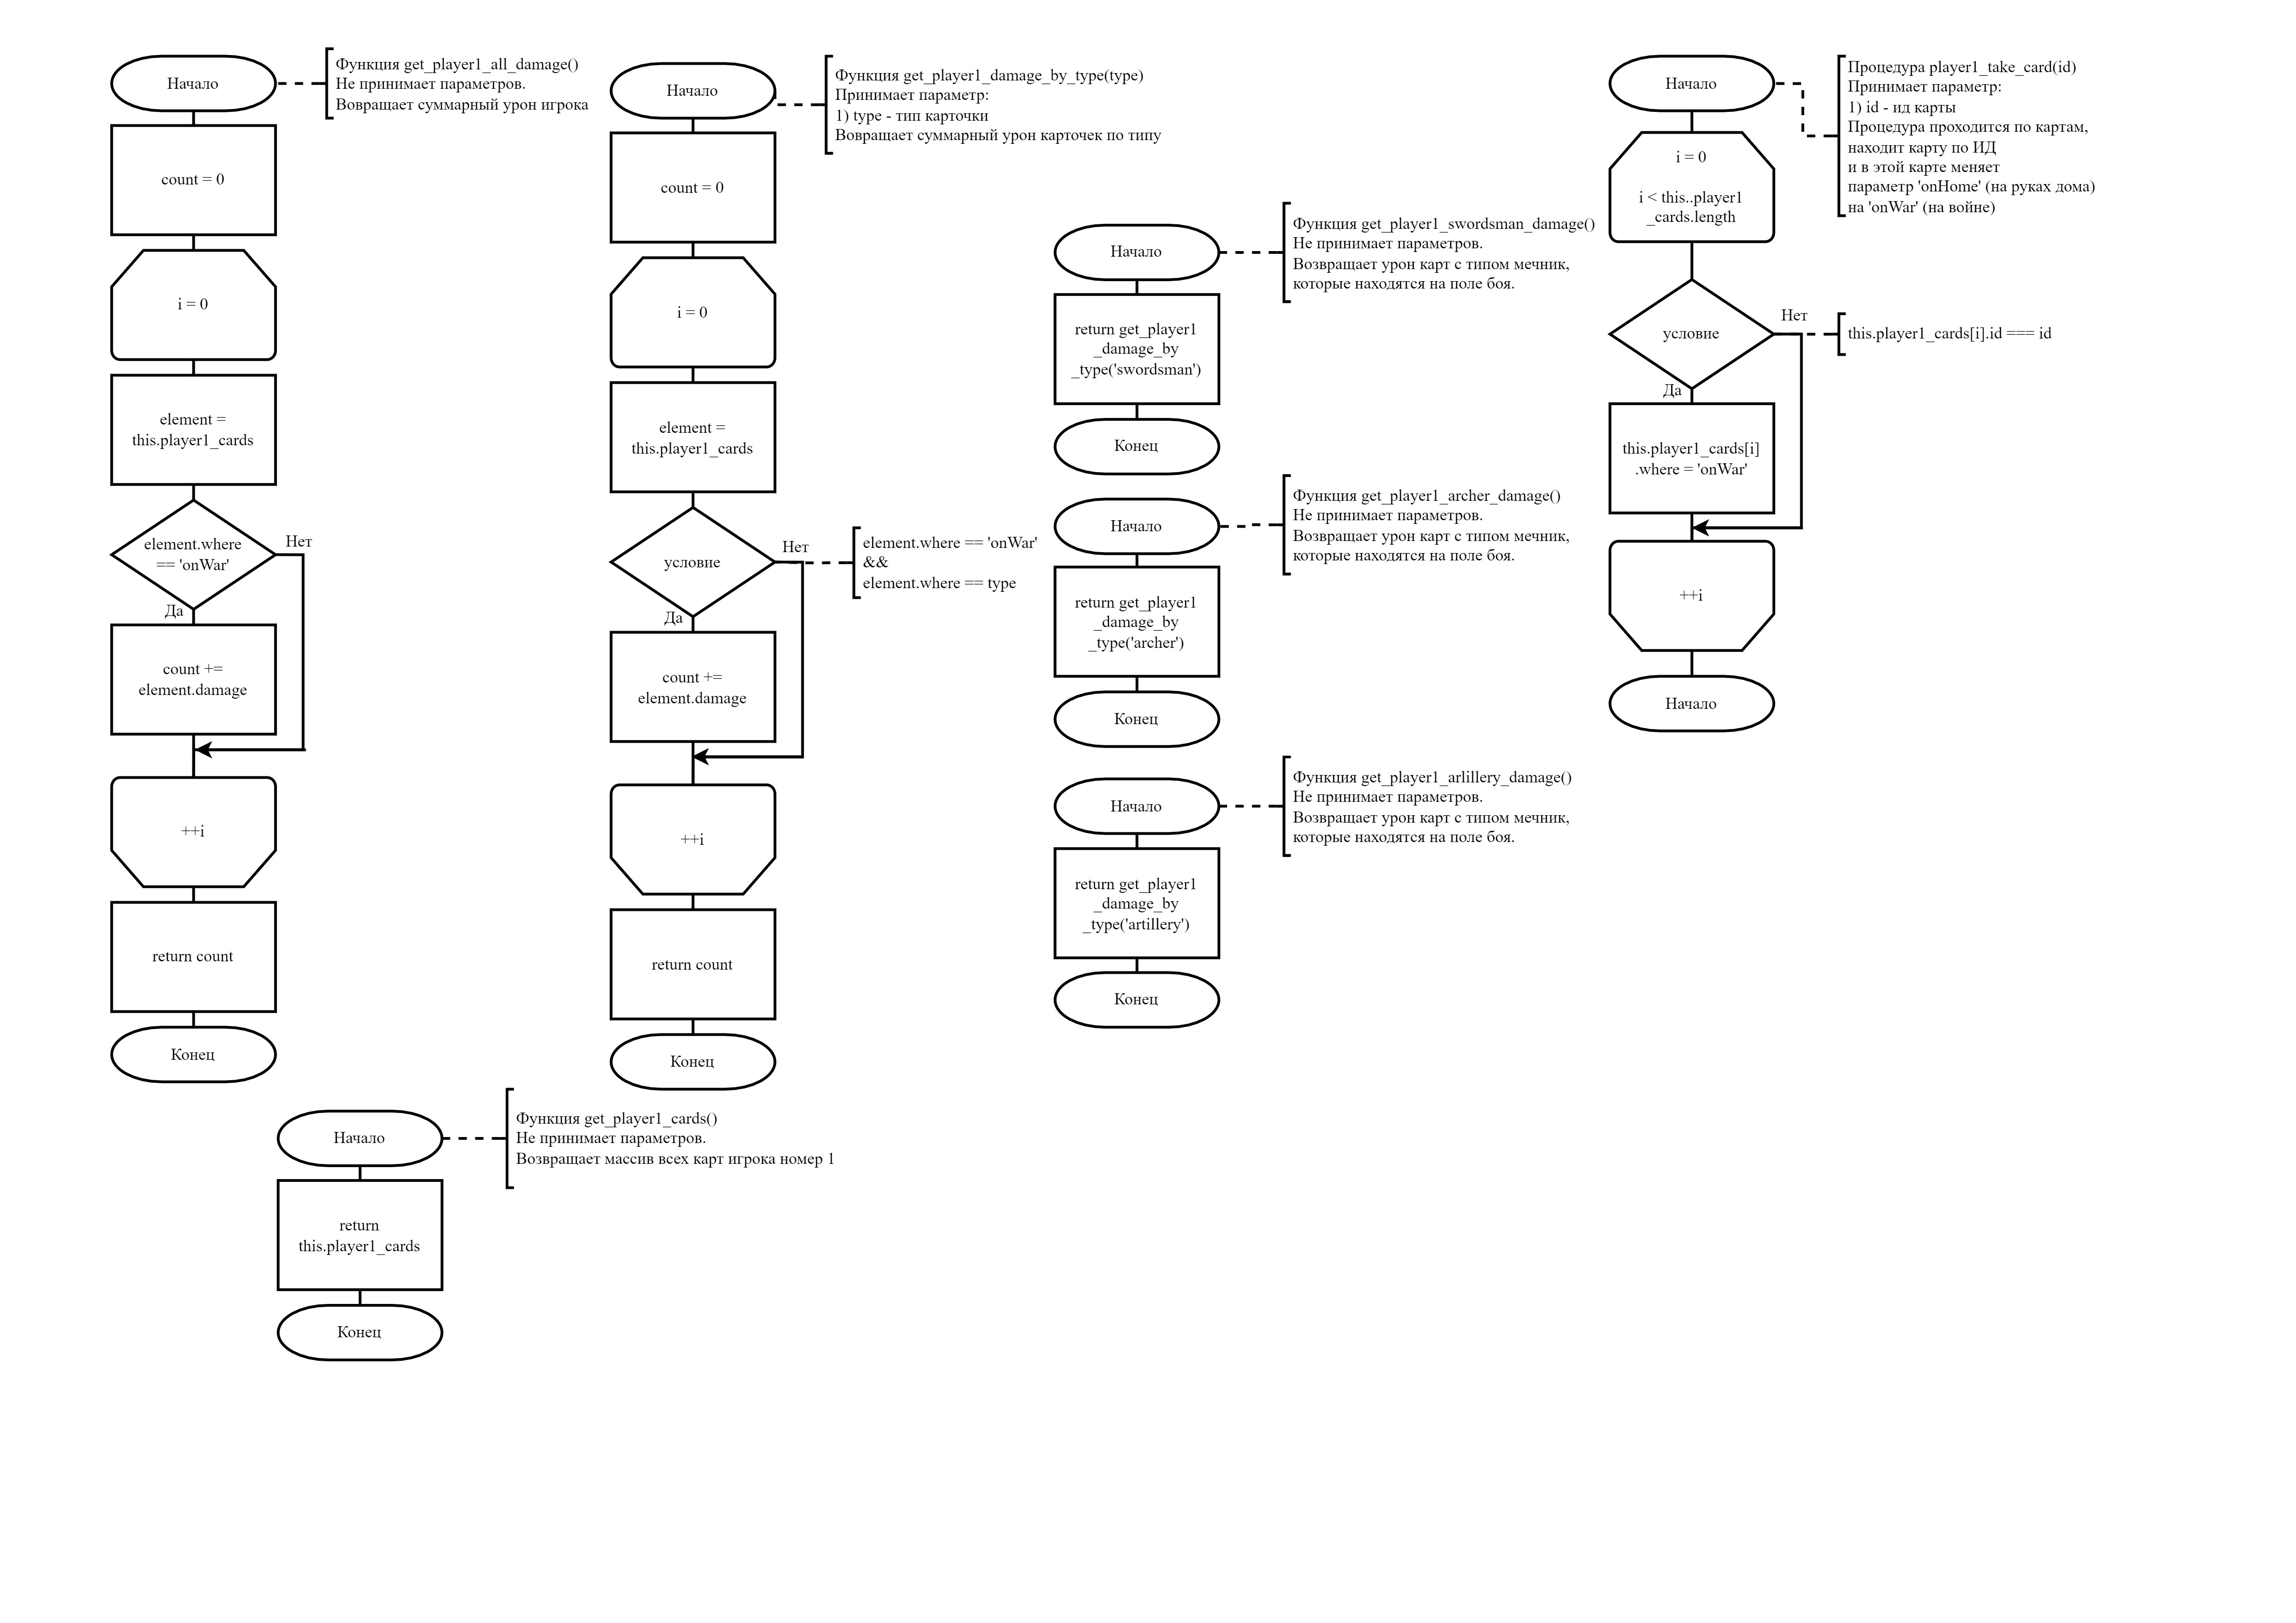 Начало
Функция get_player1_all_damage()
Не принимает параметров.
Вовращает суммарный урон игрока
count = 0
i = 0
element =
this.player1_cards
element.where
== 'onWar'
Нет
Да
count +=
element.damage
++i
return count
Конец
Начало
Функция get_player1_damage_by_type(type)
Принимает параметр:
1) type - тип карточки
Вовращает суммарный урон карточек по типу
count = 0
i = 0
element =
this.player1_cards
условие
Нет
element.where == 'onWar'
&&
element.where == type
Да
count +=
element.damage
++i
return count
Конец
Начало
Функция get_player1_swordsman_damage()
Не принимает параметров.
Возвращает урон карт с типом мечник,
которые находятся на поле боя.
return get_player1
_damage_by
_type('swordsman')
Конец
Начало
Функция get_player1_archer_damage()
Не принимает параметров.
Возвращает урон карт с типом мечник,
которые находятся на поле боя.
return get_player1
_damage_by
_type('archer')
Конец
Начало
Функция get_player1_arlillery_damage()
Не принимает параметров.
Возвращает урон карт с типом мечник,
которые находятся на поле боя.
return get_player1
_damage_by
_type('artillery')
Конец
Начало
Процедура player1_take_card(id)
Принимает параметр:
1) id - ид карты
Процедура проходится по картам,
находит карту по ИД
и в этой карте меняет
параметр 'onHome' (на руках дома)
на 'onWar' (на войне)
i = 0
i < this..player1
_cards.length
условие
Нет
this.player1_cards[i].id === id
Да
this.player1_cards[i]
.where = 'onWar'
++i
Начало
Начало
Функция get_player1_cards()
Не принимает параметров.
Возвращает массив всех карт игрока номер 1
return
this.player1_cards
Конец